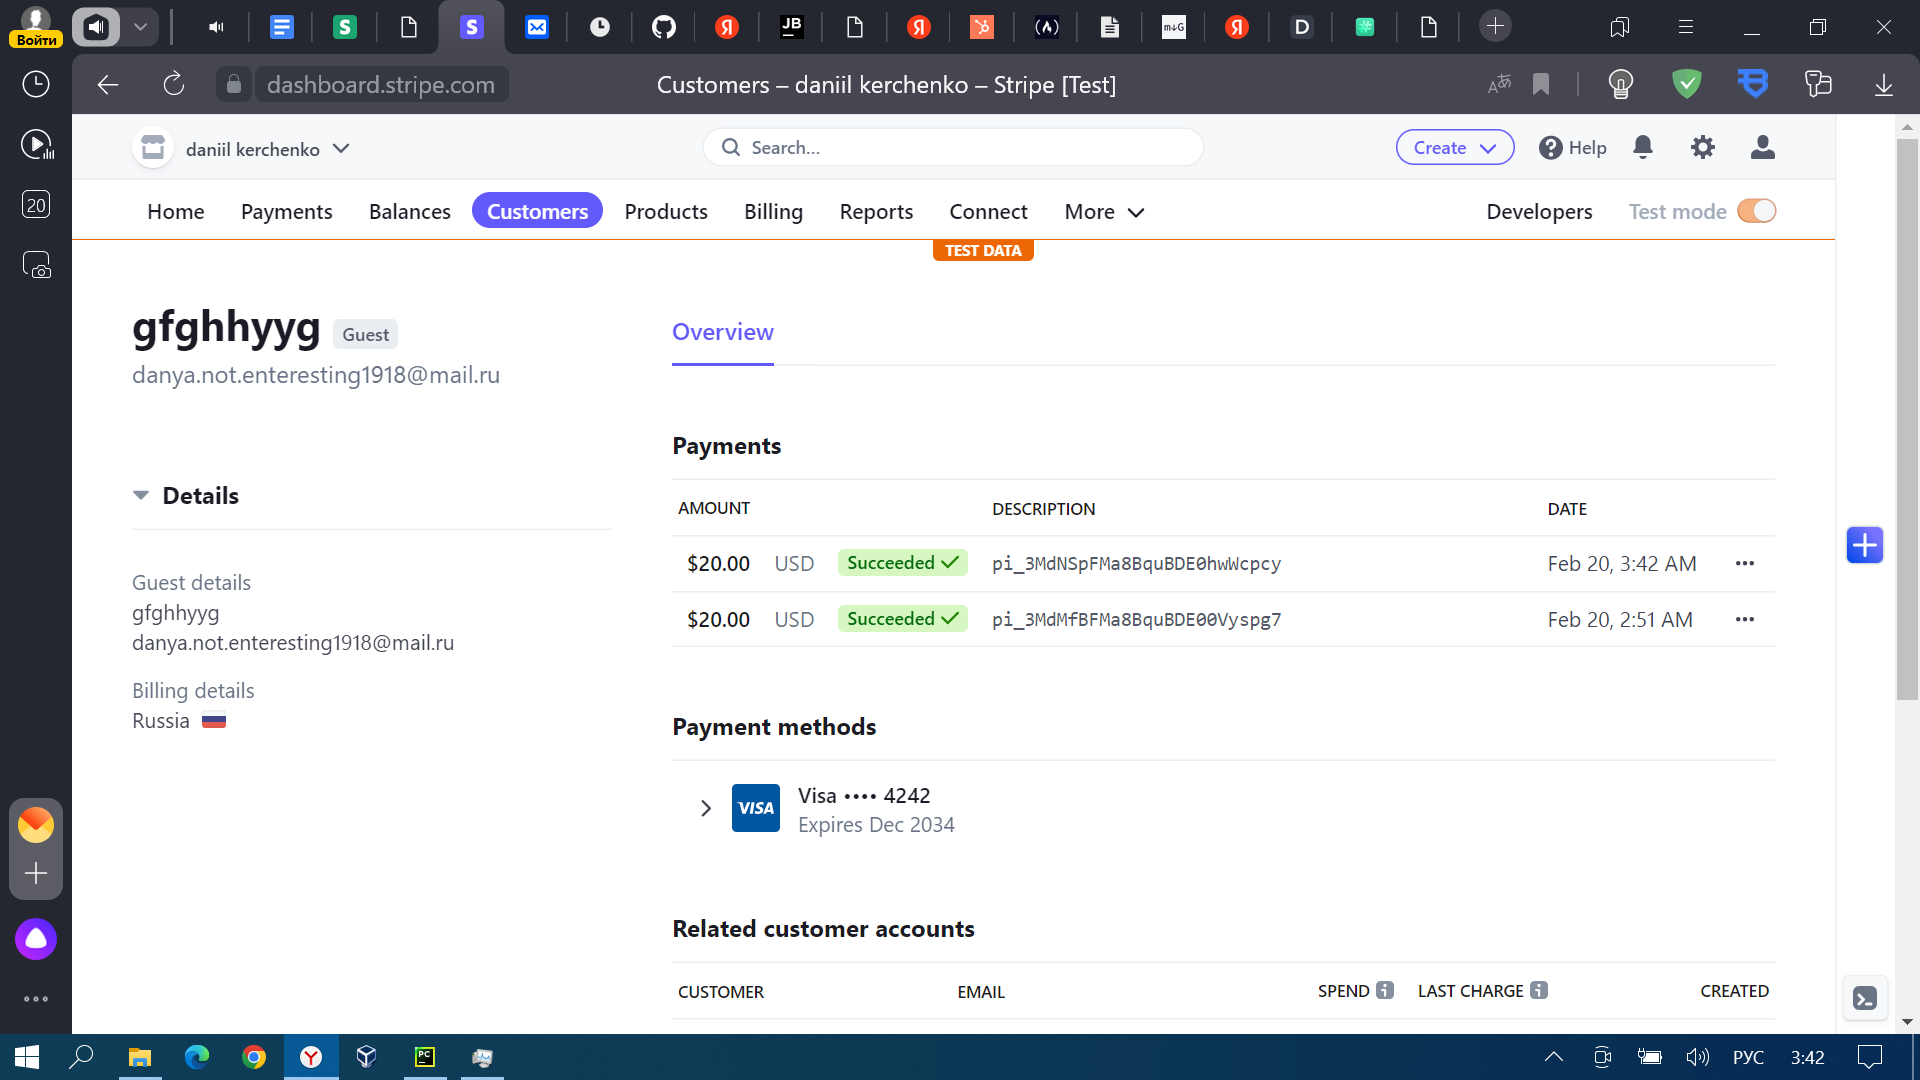 Войти
JB
m↓G
D
dashboard.stripe.com
Customers – daniil kerchenko – Stripe [Test]
20
daniil kerchenko
Search...
Create
Help
Home
Payments
Balances
Customers
Products
Billing
Reports
Connect
More
Developers
Test mode
TEST DATA
gfghhyyg Guest
danya.not.enteresting1918@mail.ru
Overview
Details
Guest details
gfghhyyg
danya.not.enteresting1918@mail.ru
Billing details
Russia
Payments
AMOUNT DESCRIPTION DATE
$20.00 USD Succeeded pi_3MdNSpFMa8BquBDE0hwWcpcy Feb 20, 3:42 AM
$20.00 USD Succeeded pi_3MdMfBFMa8BquBDE00Vyspg7 Feb 20, 2:51 AM
Payment methods
VISA
Visa •••• 4242
Expires Dec 2034
Related customer accounts
CUSTOMER EMAIL SPEND LAST CHARGE CREATED
PC
РУС
3:42